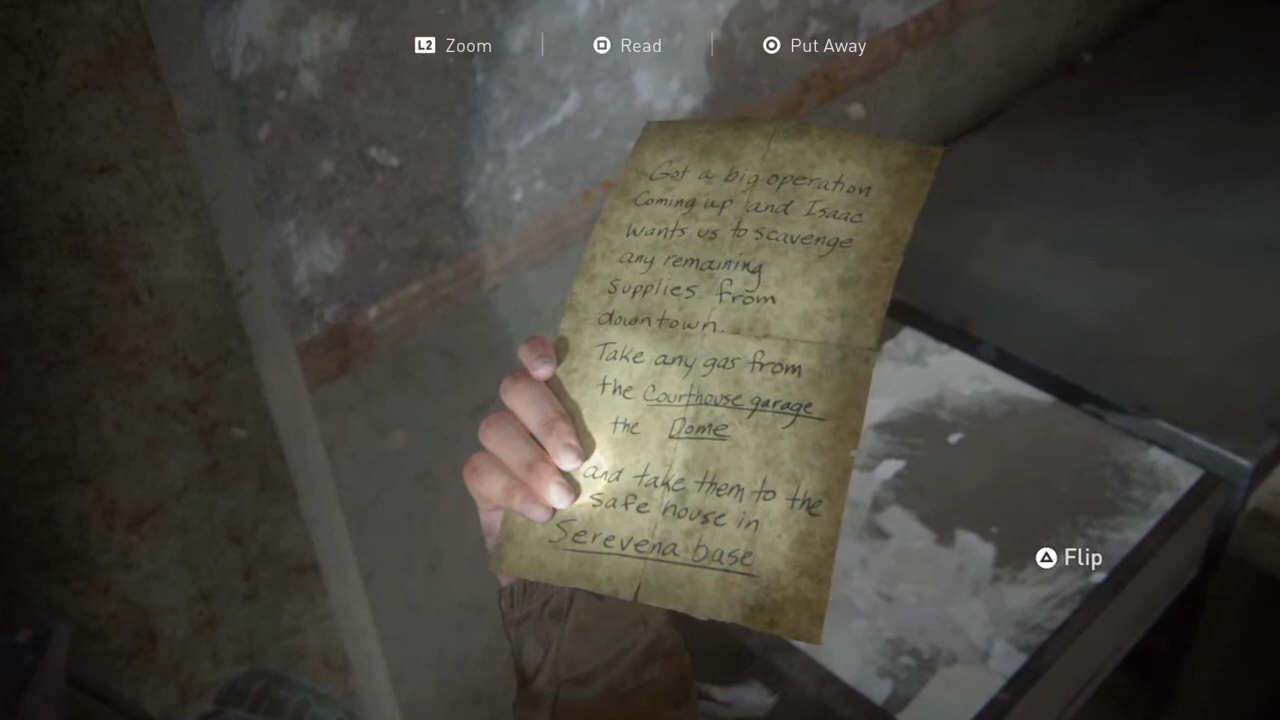 L2 Zoom
Read
Put Away
Got a big operation
Coming up and Isaac
wants us to scavenge
any remaining
supplies from
downtown.
Take any gas from
the Courthouse garage
the Dome
and take them to the
safe house in
Serevena base
Flip